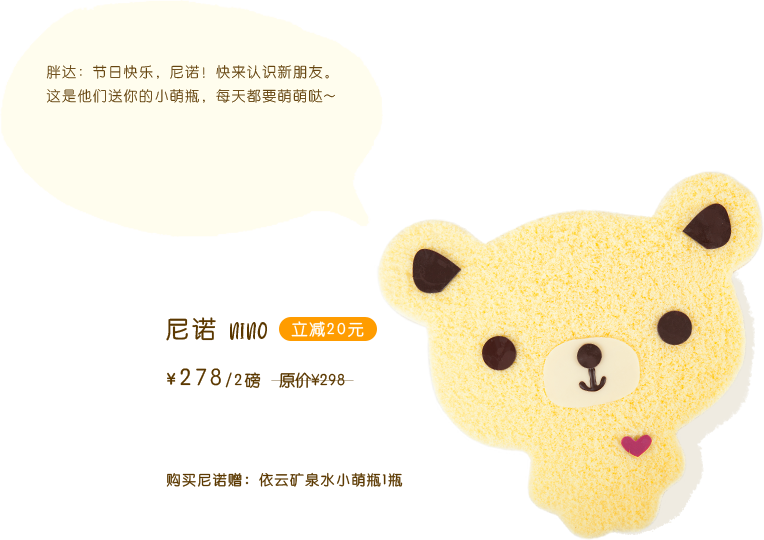 胖达：节日快乐，尼诺！快来认识新朋友。
这是他们送你的小萌瓶，每天都要萌萌哒～
尼诺 nino 立减20元
¥278/2磅 原价¥298
购买尼诺赠：依云矿泉水小萌瓶1瓶